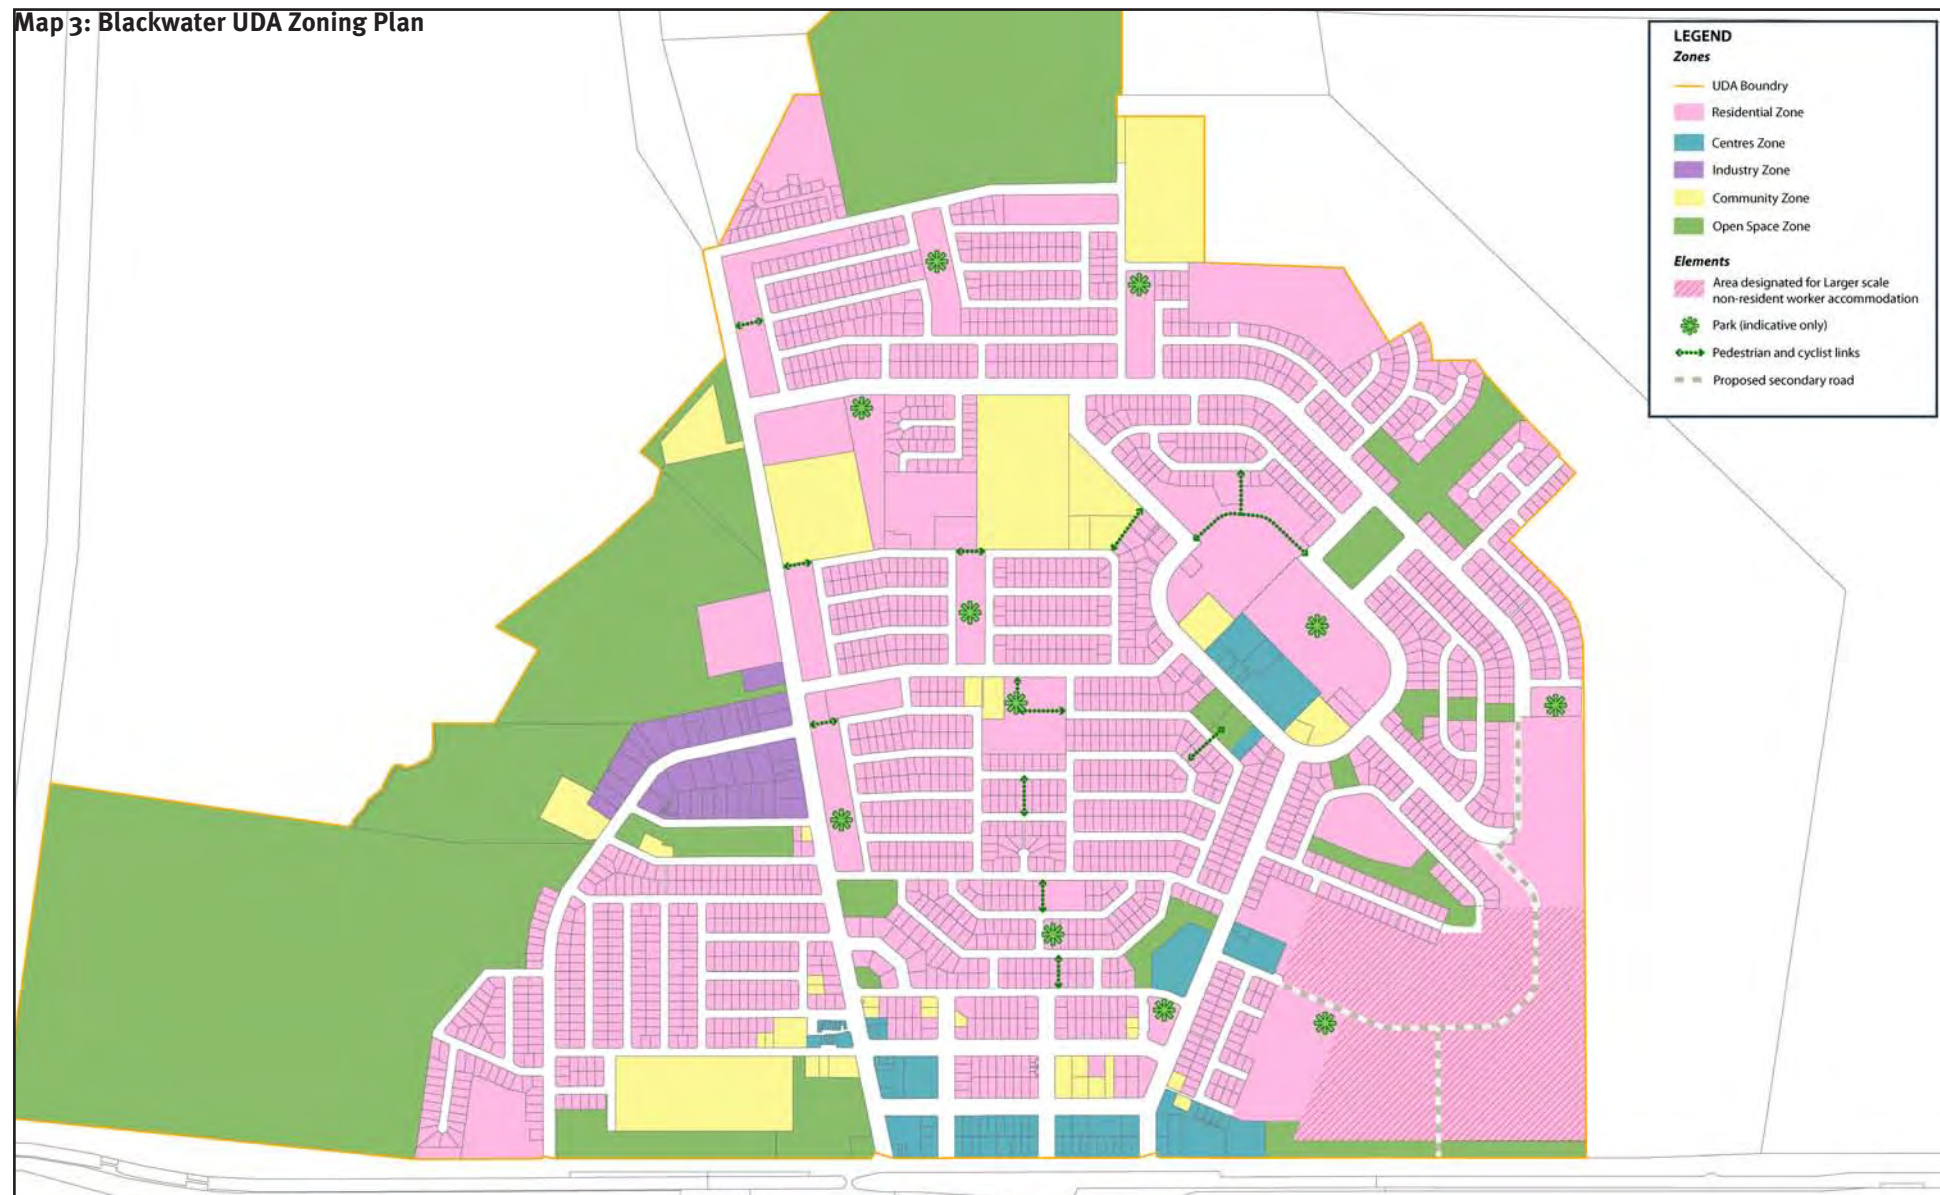 Map 3: Blackwater UDA Zoning Plan
LEGEND
Zones
UDA Boundry
Residential Zone
Centres Zone
Industry Zone
Community Zone
Open Space Zone
Elements
Area designated for Larger scale
non-resident worker accommodation
Park (indicative only)
Pedestrian and cyclist links
Proposed secondary road